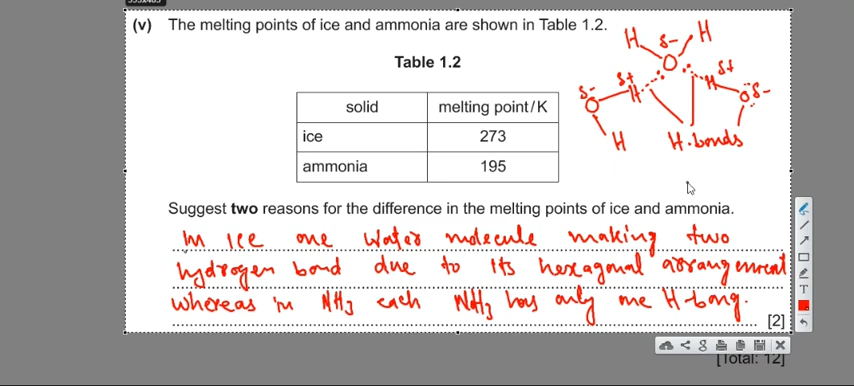 (v) The melting points of ice and ammonia are shown in Table 1.2.
Table 1.2
solid melting point/K
ice 273
ammonia 195
H H
δ-
O
δ+ δ+
δ- H H
O Oδ-
H H.bonds
Suggest two reasons for the difference in the melting points of ice and ammonia.
In ice one water molecule making two
hydrogen bond due to its hexagonal arrangement
whereas in NH3 each NH3 has only one H-bong.
[2]
T
[Total: 12]